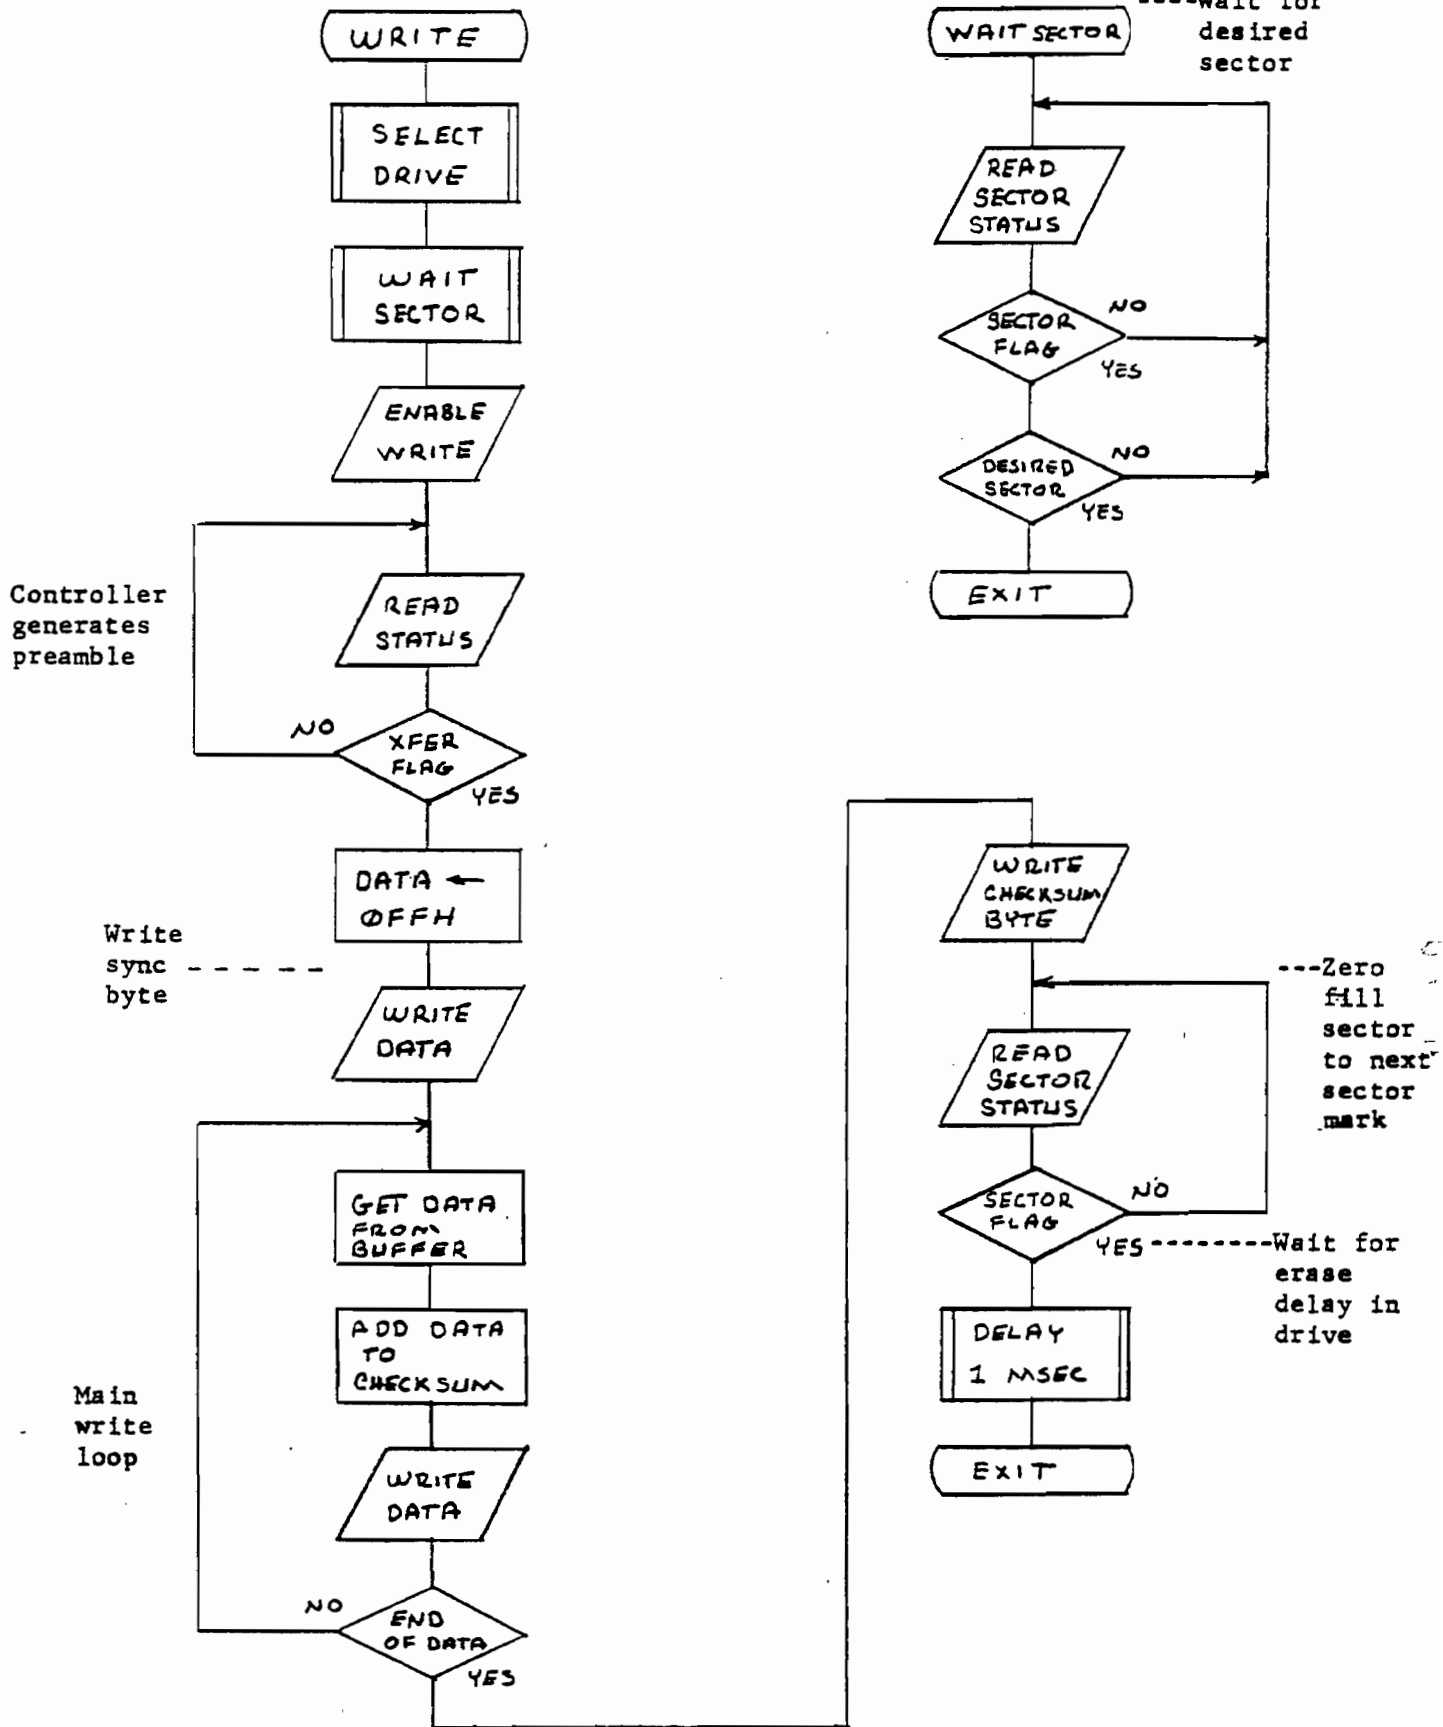 WRITE
SELECT
DRIVE
WAIT
SECTOR
ENABLE
WRITE
Controller
generates
preamble
READ
STATUS
NO
XFER
FLAG
YES
DATA ←
ØFFH
Write
sync
byte
WRITE
DATA
GET DATA
FROM
BUFFER
ADD DATA
TO
CHECKSUM
Main
write
loop
WRITE
DATA
NO
END
OF DATA
YES
WRITE
CHECKSUM
BYTE
---Zero
fill
sector
to next
sector
mark
READ
SECTOR
STATUS
SECTOR
FLAG
NO
YES --------Wait for
erase
delay in
drive
DELAY
1 MSEC
EXIT
WAIT SECTOR
----Wait for
desired
sector
READ
SECTOR
STATUS
SECTOR
FLAG
NO
YES
DESIRED
SECTOR
NO
YES
EXIT